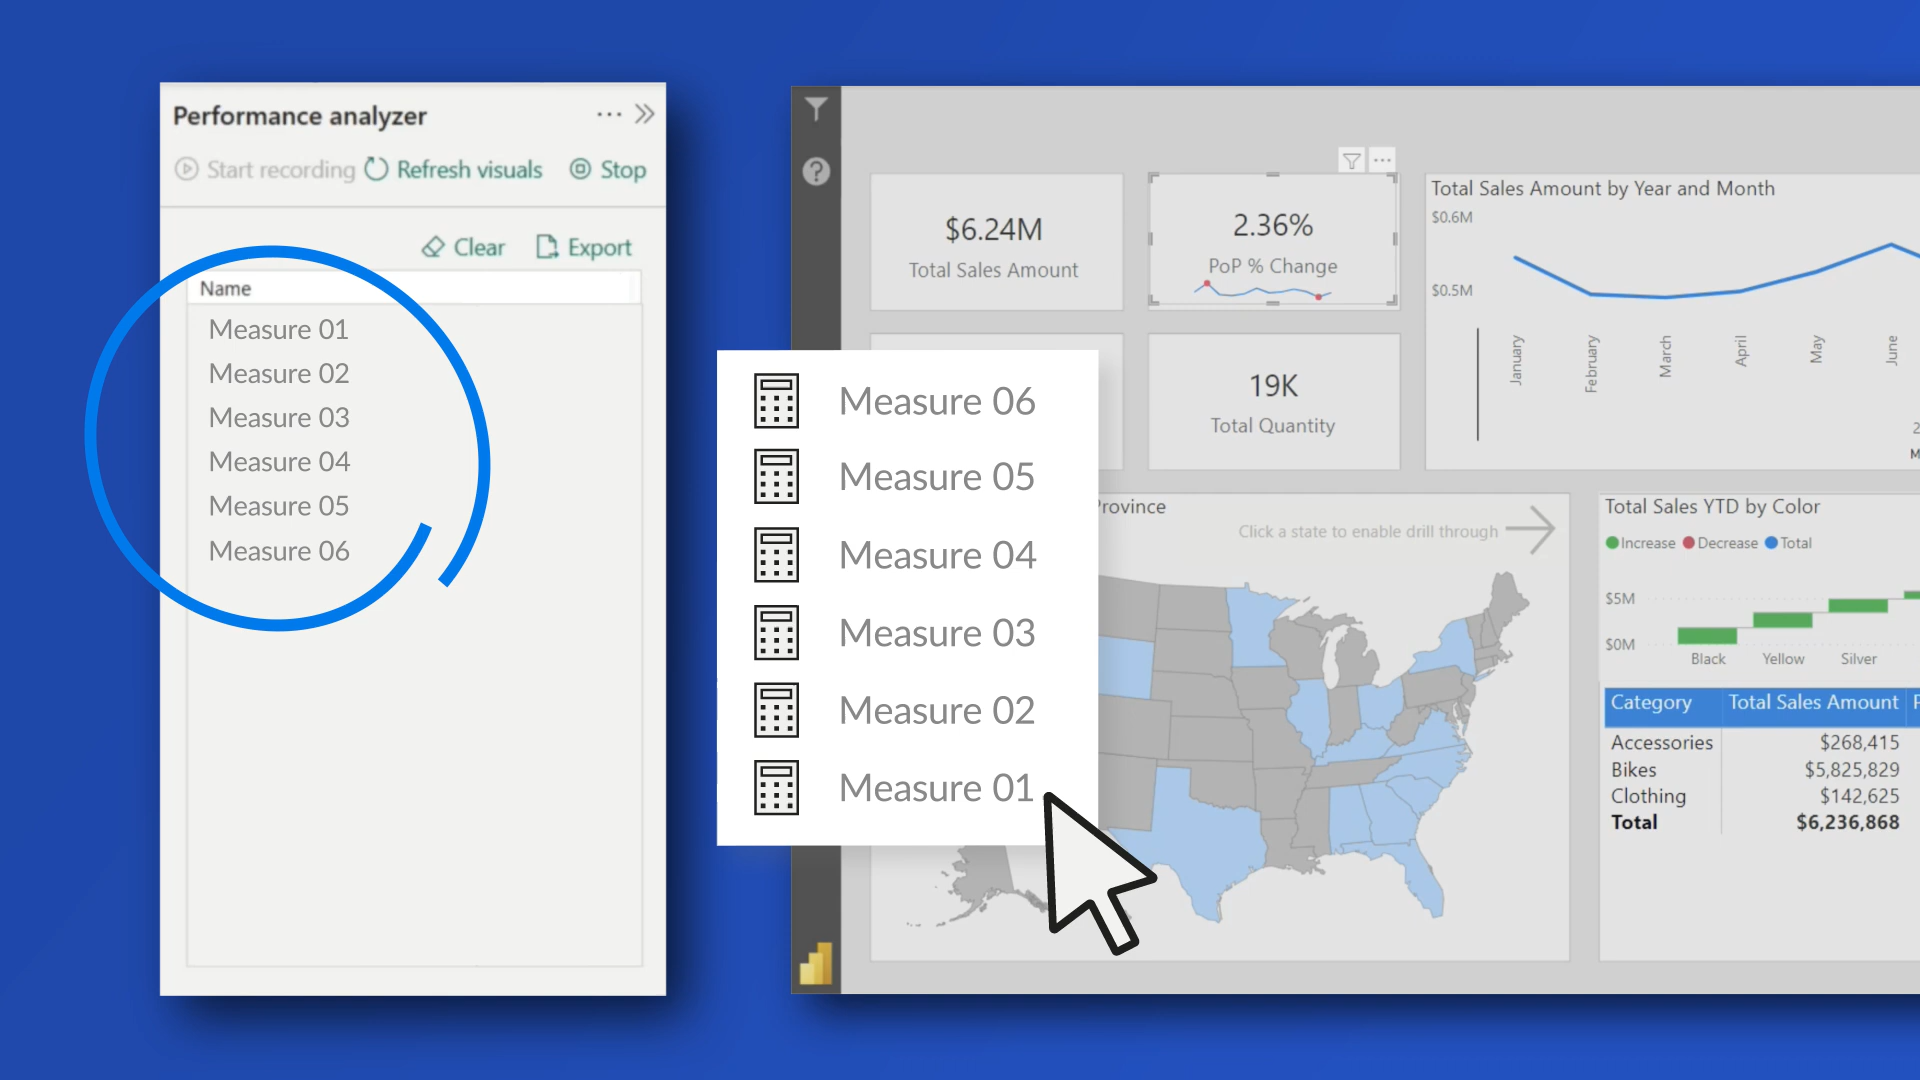 Performance analyzer
Start recording Refresh visuals Stop
Clear Export
Name
Measure 01
Measure 02
Measure 03
Measure 04
Measure 05
Measure 06
Measure 06
Measure 05
Measure 04
Measure 03
Measure 02
Measure 01
$6.24M
Total Sales Amount
2.36%
PoP % Change
19K
Total Quantity
Total Sales Amount by Year and Month
$0.6M
$0.5M
January
February
March
April
May
June
Province
Click a state to enable drill through
Total Sales YTD by Color
Increase Decrease Total
$5M
$0M
Black Yellow Silver
Category Total Sales Amount
Accessories $268,415
Bikes $5,825,829
Clothing $142,625
Total $6,236,868